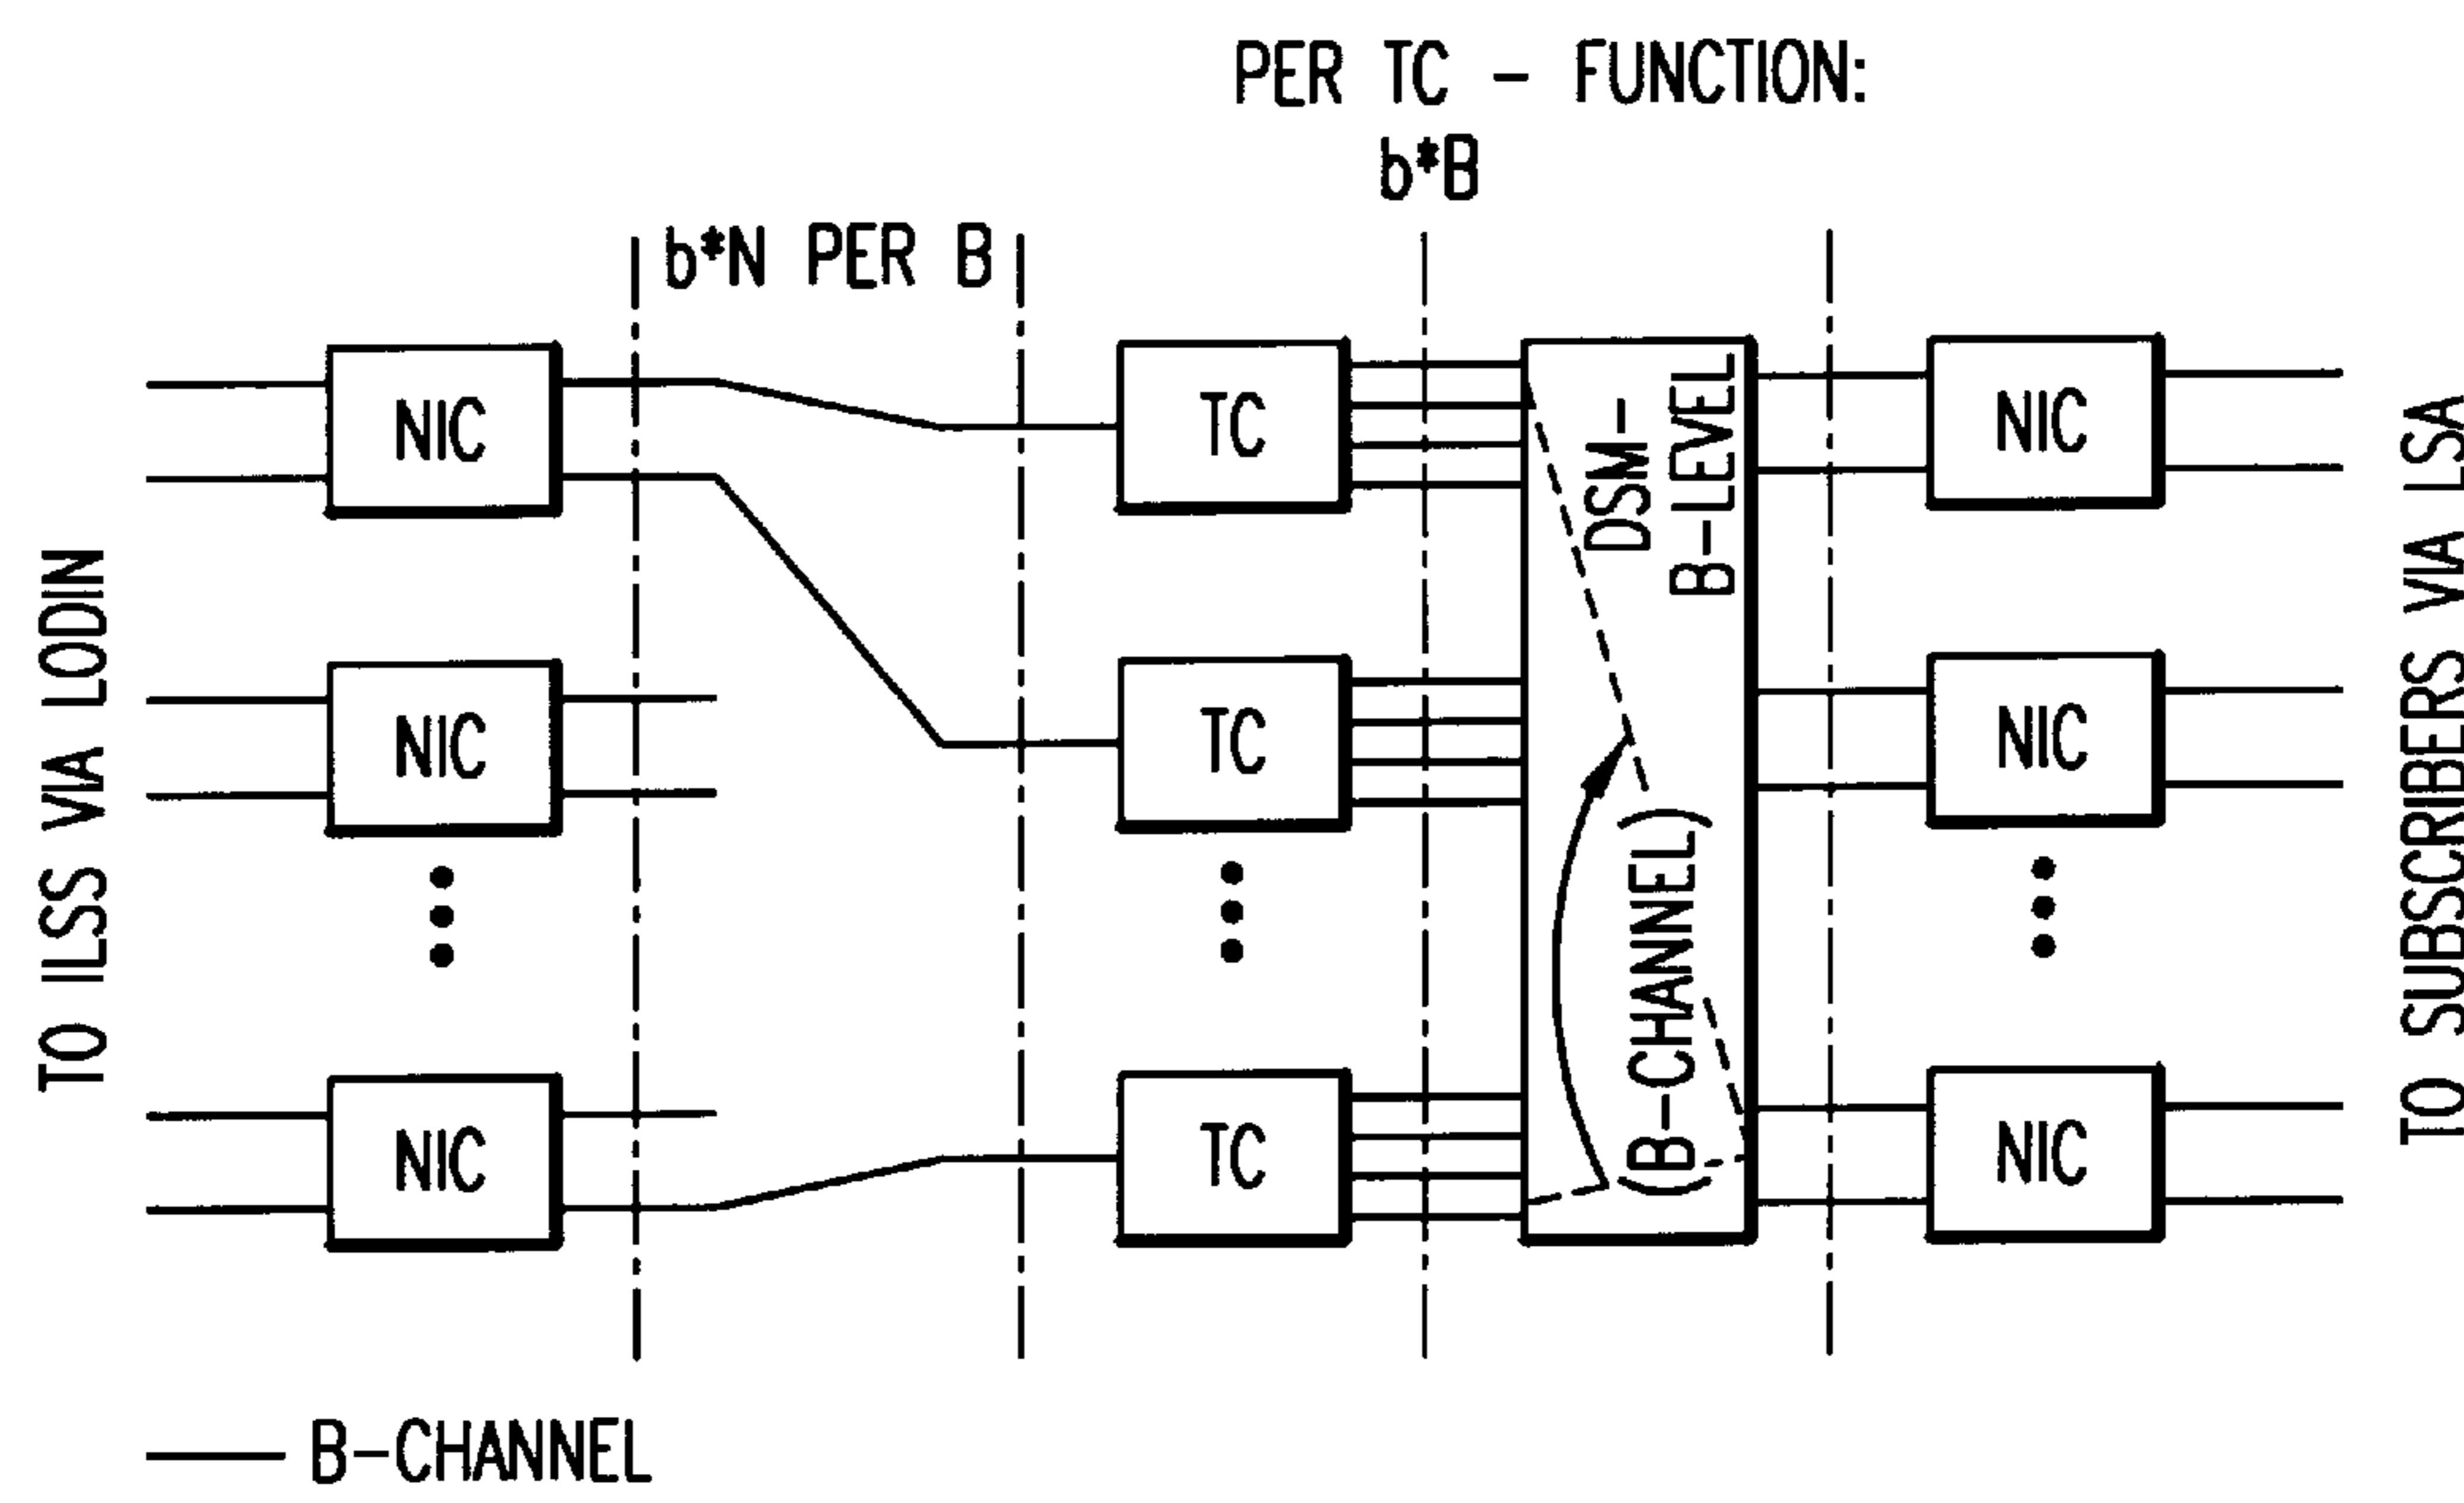 PER TC - FUNCTION:
b*B
b*N PER B
NIC
TC
DSM-
B-LEVEL
NIC
NIC
TC
(B-CHANNEL)
NIC
NIC
TC
NIC
TO ILSS VIA LODIN
TO SUBSCRIBERS VIA LSA
B-CHANNEL